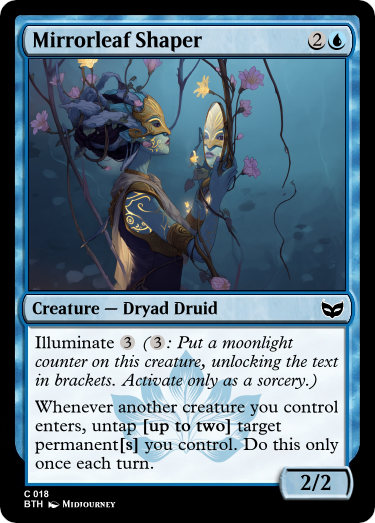 Mirrorleaf Shaper 2
Creature — Dryad Druid
Illuminate 3 (3: Put a moonlight
counter on this creature, unlocking the text
in brackets. Activate only as a sorcery.)
Whenever another creature you control
enters, untap [up to two] target
permanent[s] you control. Do this only
once each turn.
2/2
C 018
BTH Midjourney